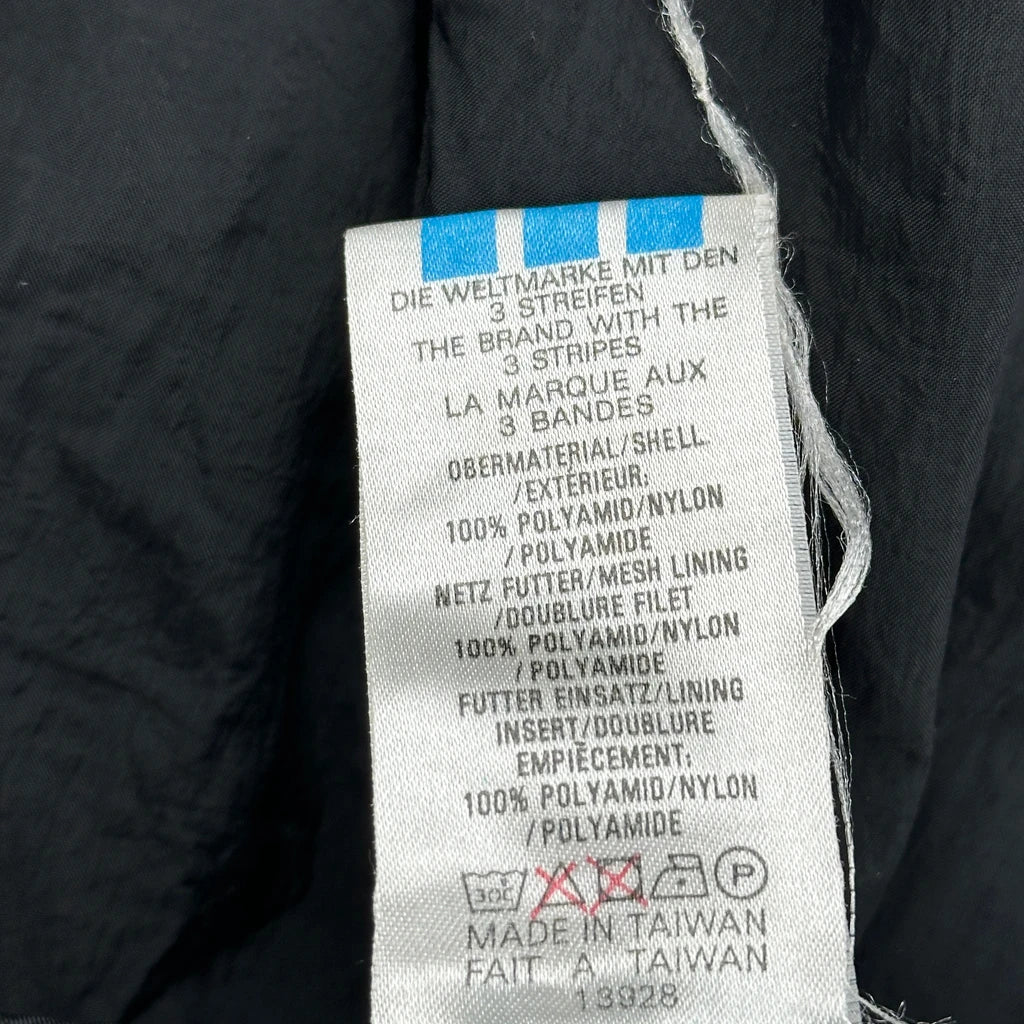 DIE WELTMARKE MIT DEN
3 STREIFEN
THE BRAND WITH THE
3 STRIPES
LA MARQUE AUX
3 BANDES
OBERMATERIAL/SHELL
/EXTERIEUR:
100% POLYAMID/NYLON
/POLYAMIDE
NETZ FUTTER/MESH LINING
/DOUBLURE FILET
100% POLYAMID/NYLON
/POLYAMIDE
FUTTER EINSATZ/LINING
INSERT/DOUBLURE
EMPIÈCEMENT:
100% POLYAMID/NYLON
/POLYAMIDE
30C P
MADE IN TAIWAN
FAIT A TAIWAN
13928